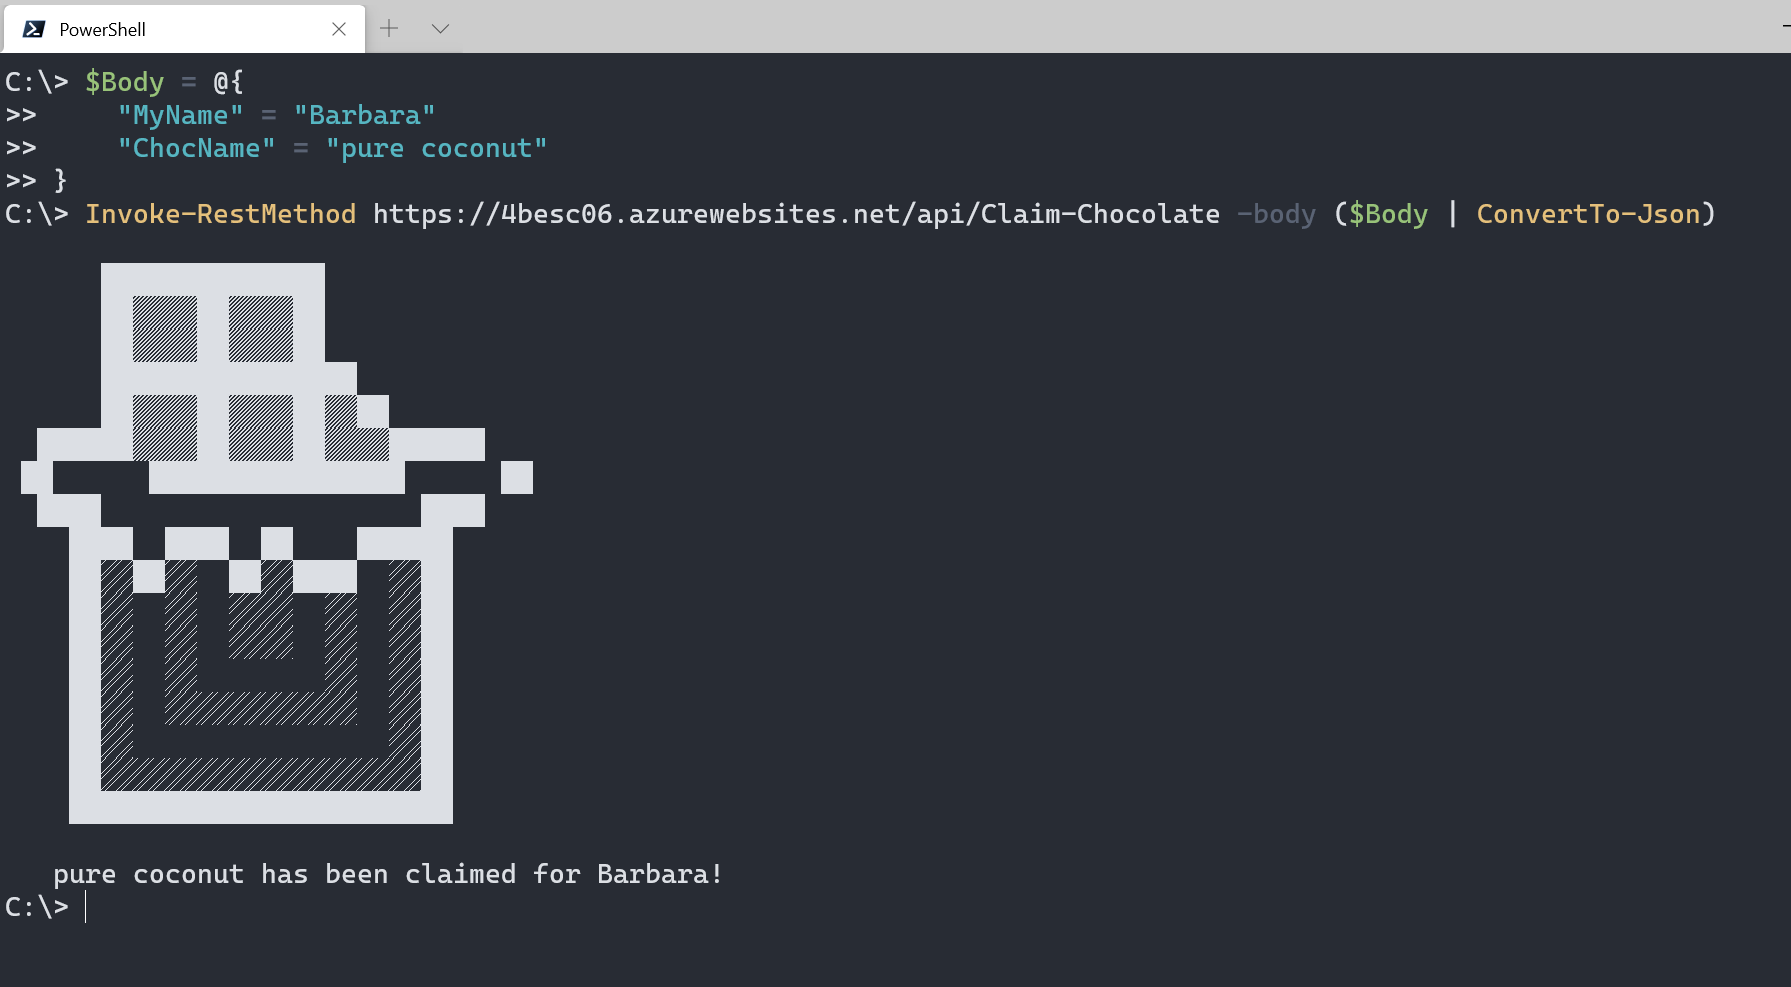 PowerShell
C:\> $Body = @{
>>     "MyName" = "Barbara"
>>     "ChocName" = "pure coconut"
>> }
C:\> Invoke-RestMethod https://4besc06.azurewebsites.net/api/Claim-Chocolate -body ($Body | ConvertTo-Json)
pure coconut has been claimed for Barbara!
C:\>